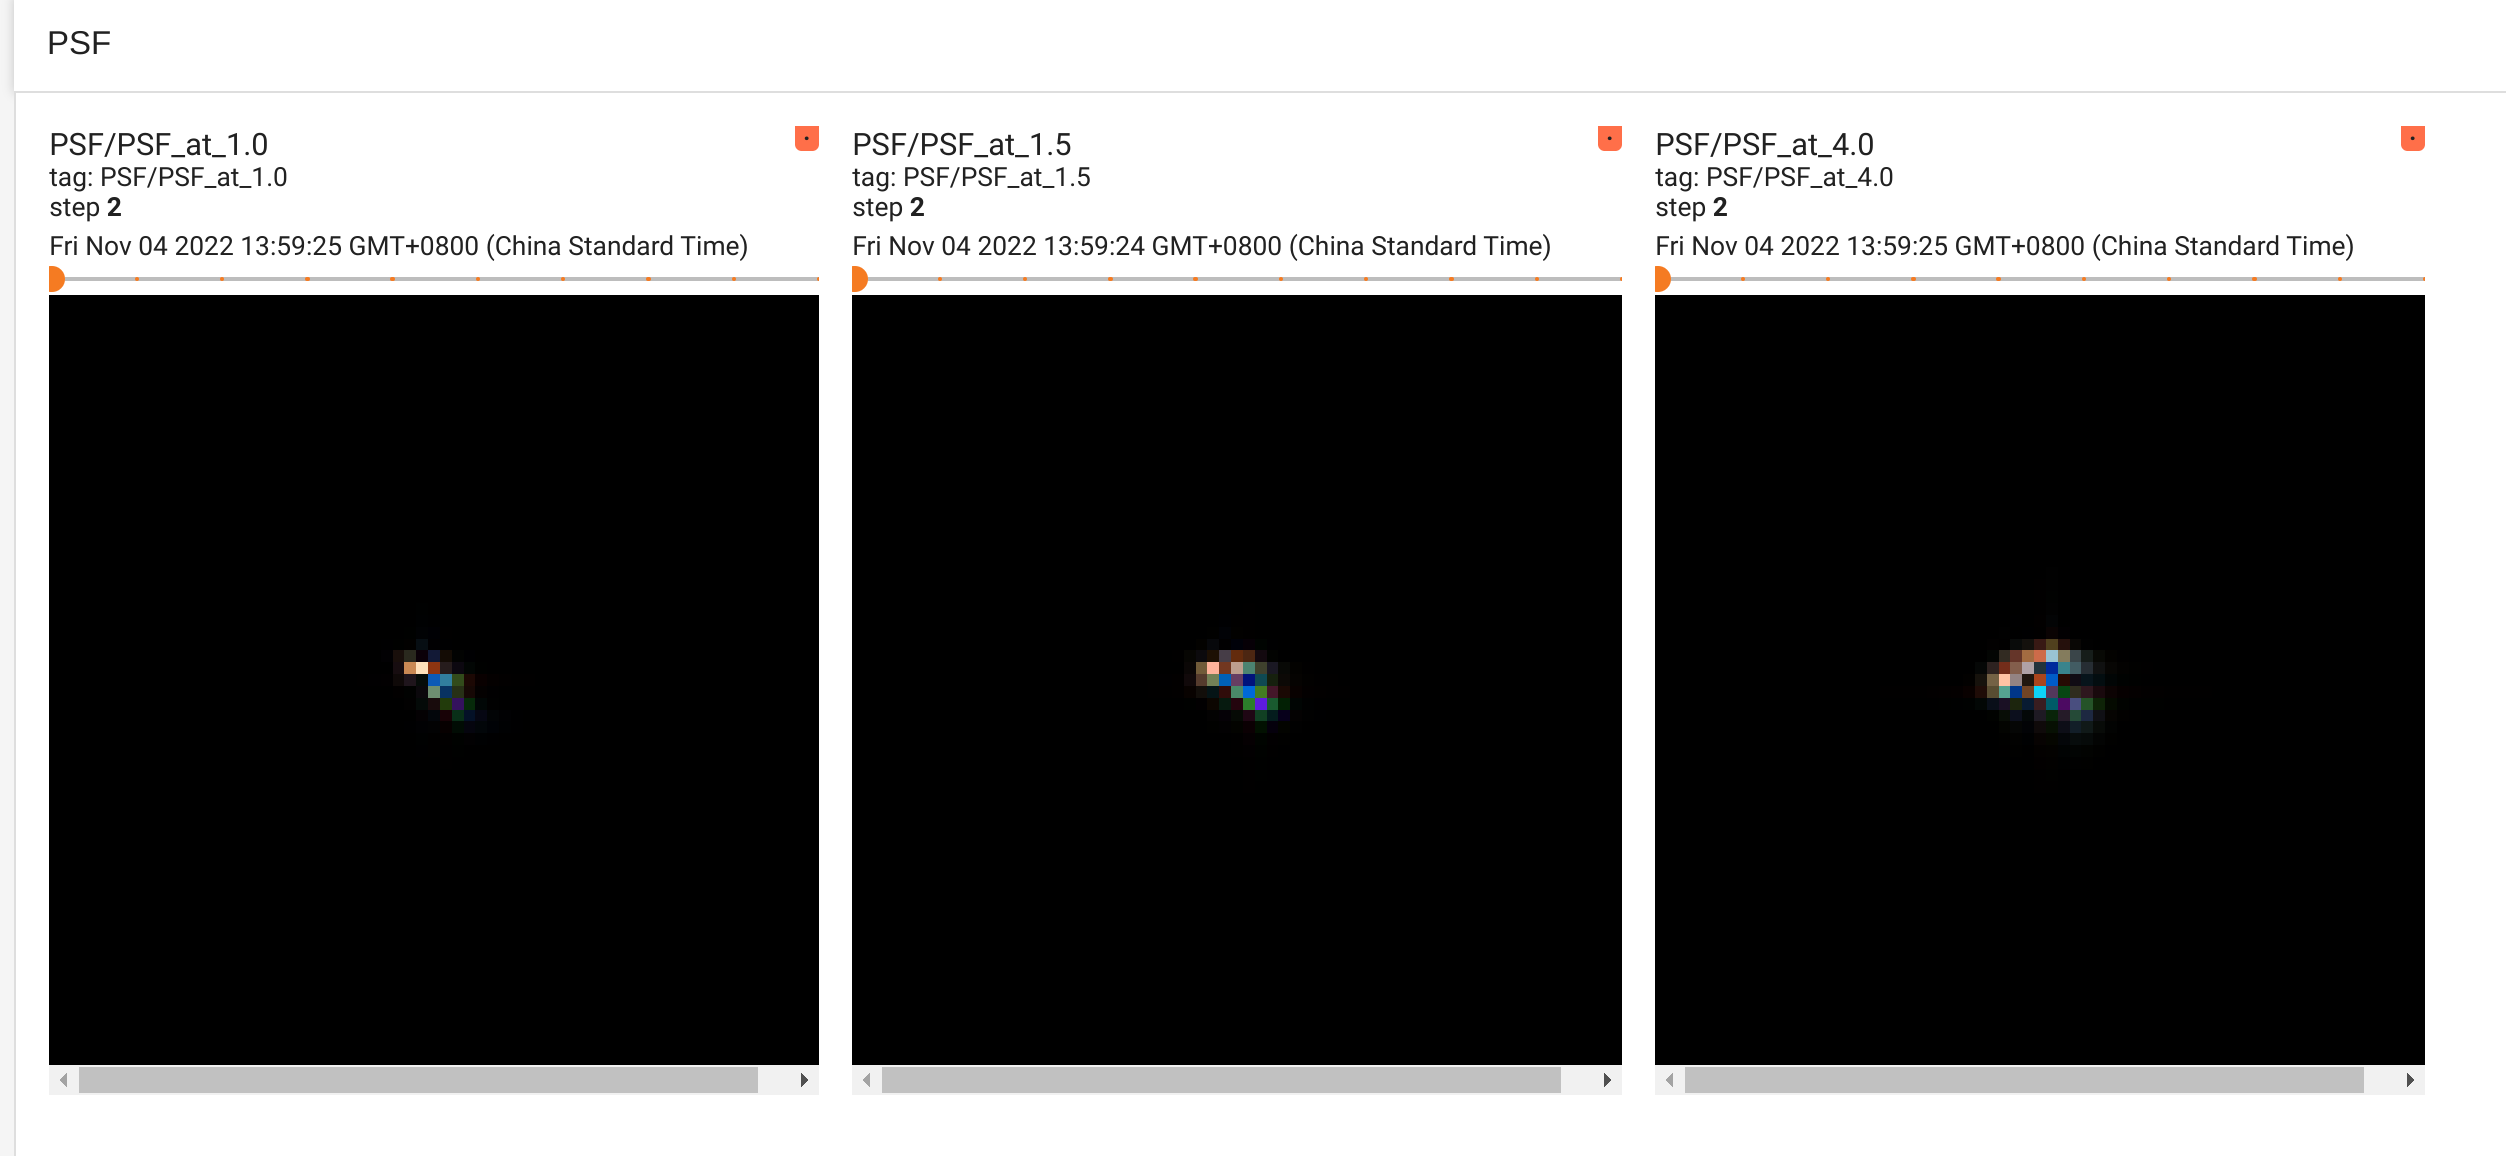 PSF
PSF/PSF_at_1.0
tag: PSF/PSF_at_1.0
step 2
Fri Nov 04 2022 13:59:25 GMT+0800 (China Standard Time)
PSF/PSF_at_1.5
tag: PSF/PSF_at_1.5
step 2
Fri Nov 04 2022 13:59:24 GMT+0800 (China Standard Time)
PSF/PSF_at_4.0
tag: PSF/PSF_at_4.0
step 2
Fri Nov 04 2022 13:59:25 GMT+0800 (China Standard Time)